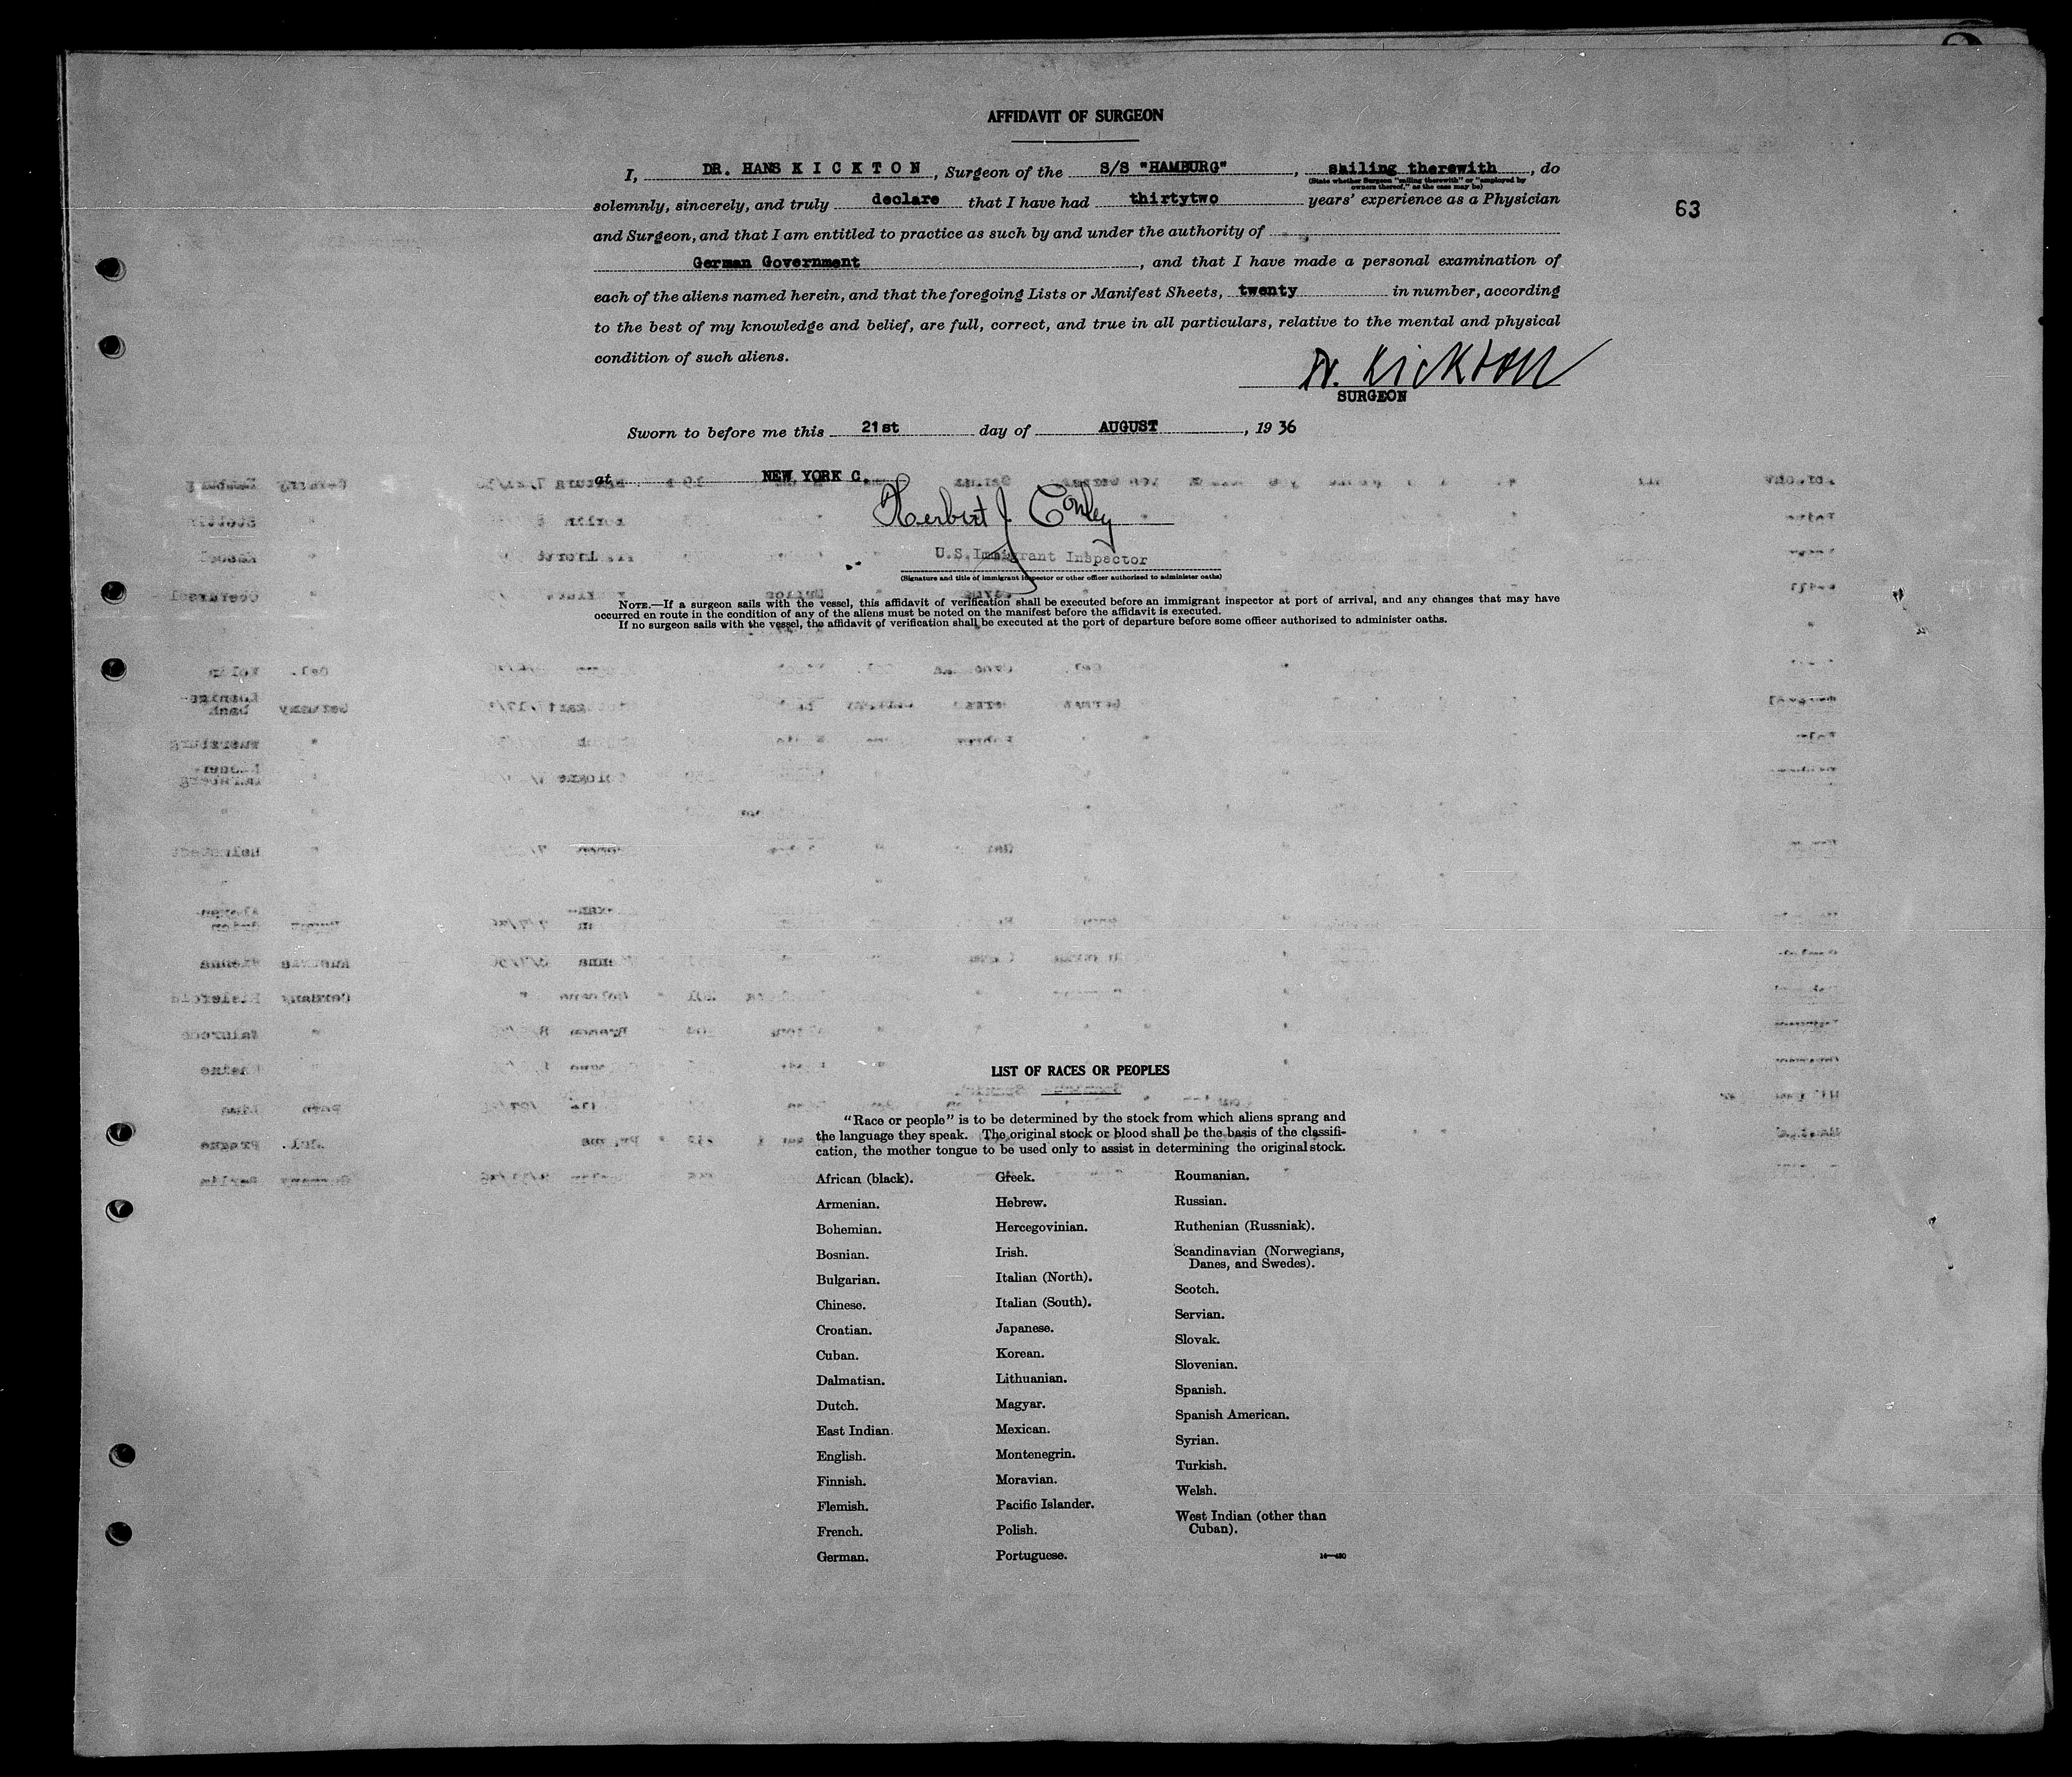 AFFIDAVIT OF SURGEON
I, DR. HANS K I C K T O N, Surgeon of the S/S "HAMBURG", sailing therewith, do
(State whether Surgeon "sailing therewith" or "employed by
owners thereof," as the case may be)
solemnly, sincerely, and truly declare that I have had thirtytwo years' experience as a Physician
63
and Surgeon, and that I am entitled to practice as such by and under the authority of
German Government, and that I have made a personal examination of
each of the aliens named herein, and that the foregoing Lists or Manifest Sheets, twenty in number, according
to the best of my knowledge and belief, are full, correct, and true in all particulars, relative to the mental and physical
condition of such aliens.
Dr. Kickton
SURGEON
Sworn to before me this 21st day of AUGUST, 19 36
at NEW YORK C.
Herbert J Conley
U.S. Immigrant Inspector
(Signature and title of immigrant inspector or other officer authorized to administer oaths)
NOTE.—If a surgeon sails with the vessel, this affidavit of verification shall be executed before an immigrant inspector at port of arrival, and any changes that may have
occurred en route in the condition of any of the aliens must be noted on the manifest before the affidavit is executed.
If no surgeon sails with the vessel, the affidavit of verification shall be executed at the port of departure before some officer authorized to administer oaths.
LIST OF RACES OR PEOPLES
"Race or people" is to be determined by the stock from which aliens sprang and
the language they speak. The original stock or blood shall be the basis of the classifi-
cation, the mother tongue to be used only to assist in determining the original stock.
African (black).
Armenian.
Bohemian.
Bosnian.
Bulgarian.
Chinese.
Croatian.
Cuban.
Dalmatian.
Dutch.
East Indian.
English.
Finnish.
Flemish.
French.
German.
Greek.
Hebrew.
Hercegovinian.
Irish.
Italian (North).
Italian (South).
Japanese.
Korean.
Lithuanian.
Magyar.
Mexican.
Montenegrin.
Moravian.
Pacific Islander.
Polish.
Portuguese.
Roumanian.
Russian.
Ruthenian (Russniak).
Scandinavian (Norwegians,
Danes, and Swedes).
Scotch.
Servian.
Slovak.
Slovenian.
Spanish.
Spanish American.
Syrian.
Turkish.
Welsh.
West Indian (other than
Cuban).